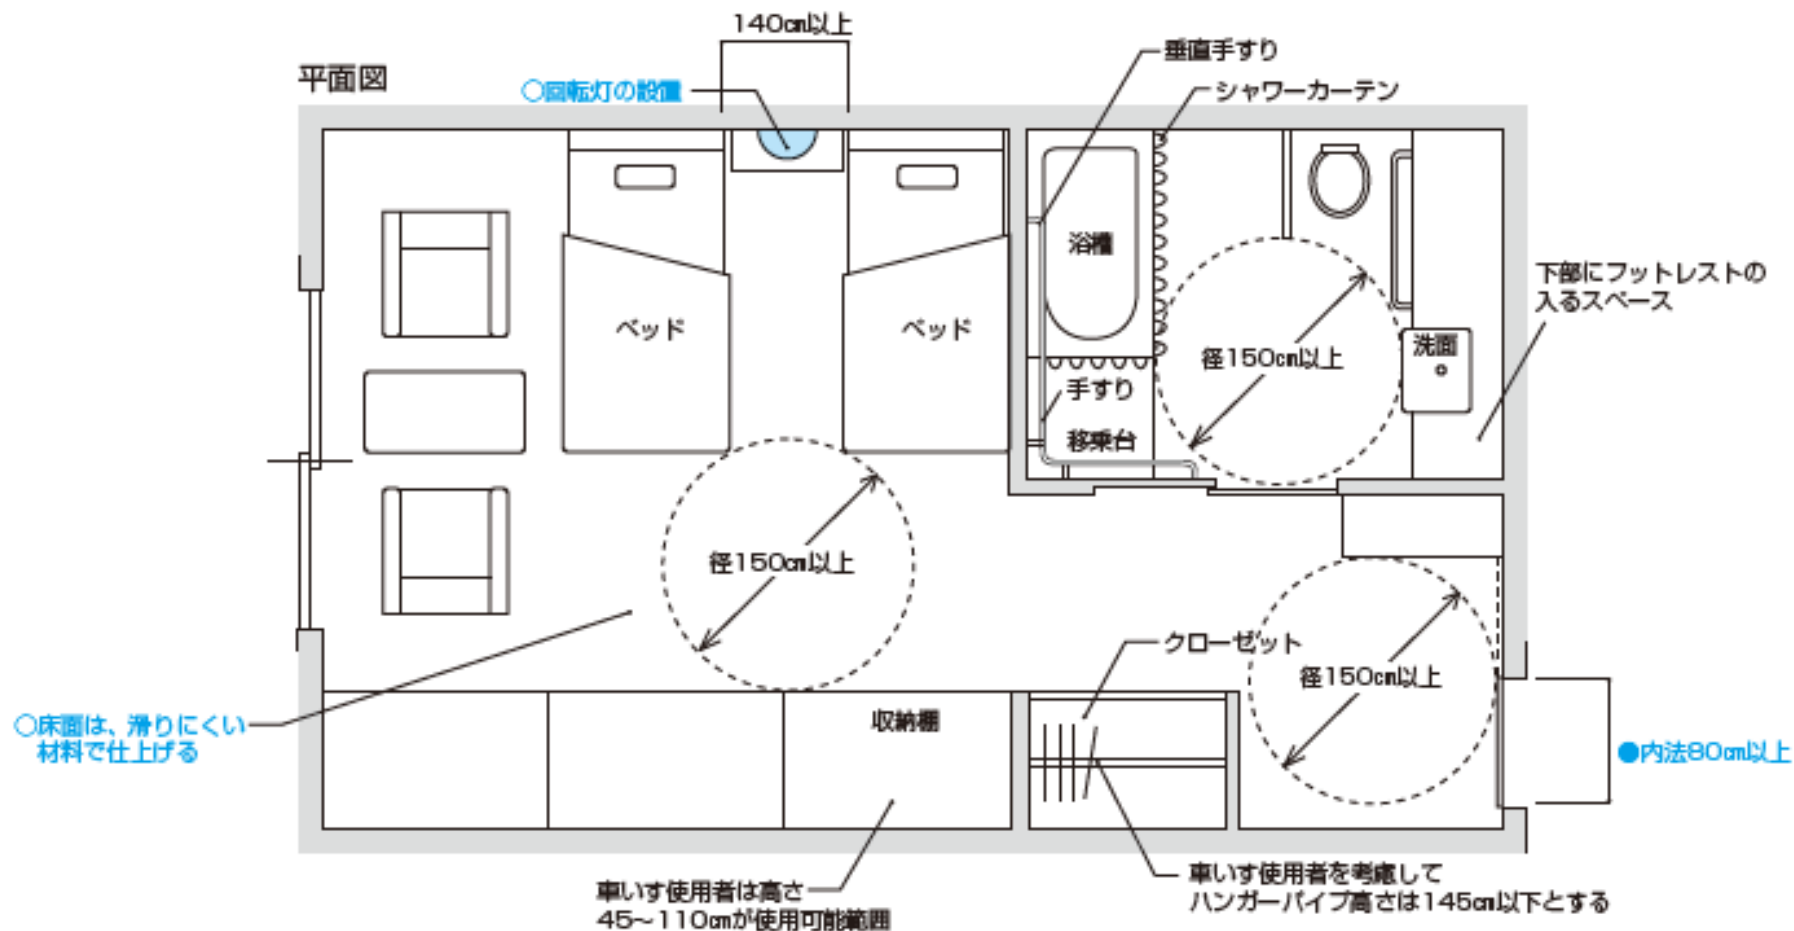 140cm以上
平面図
○回転灯の設置
垂直手すり
シャワーカーテン
浴槽
下部にフットレストの
入るスペース
ベッド
ベッド
径150cm以上
洗面
手すり
移乗台
径150cm以上
クローゼット
径150cm以上
○床面は、滑りにくい
材料で仕上げる
収納棚
●内法80cm以上
車いす使用者は高さ
45~110cmが使用可能範囲
車いす使用者を考慮して
ハンガーパイプ高さは145cm以下とする